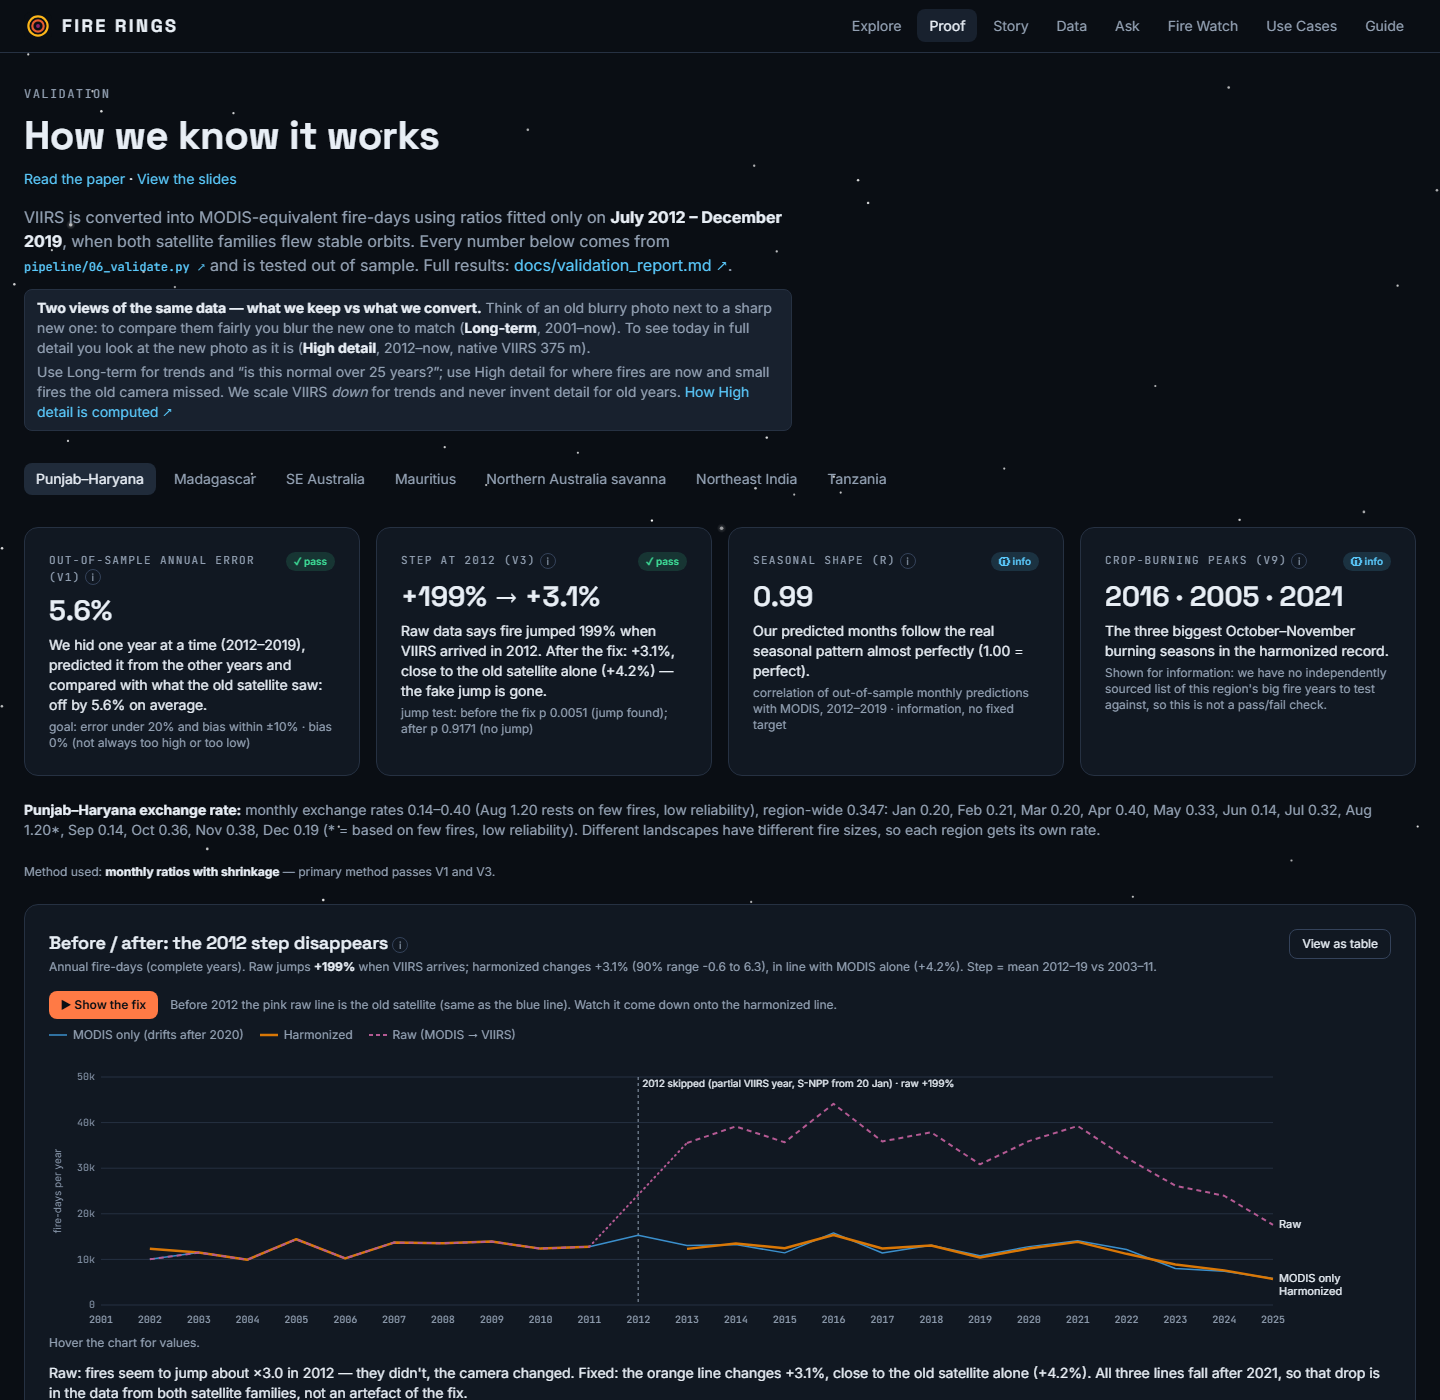 FIRE RINGS
Explore Proof Story Data Ask Fire Watch Use Cases Guide
VALIDATION
How we know it works
Read the paper · View the slides
VIIRS is converted into MODIS-equivalent fire-days using ratios fitted only on July 2012 – December
2019, when both satellite families flew stable orbits. Every number below comes from
pipeline/06_validate.py ↗ and is tested out of sample. Full results: docs/validation_report.md ↗.
Two views of the same data — what we keep vs what we convert. Think of an old blurry photo next to a sharp
new one: to compare them fairly you blur the new one to match (Long-term, 2001–now). To see today in full
detail you look at the new photo as it is (High detail, 2012–now, native VIIRS 375 m).
Use Long-term for trends and “is this normal over 25 years?”; use High detail for where fires are now and small
fires the old camera missed. We scale VIIRS down for trends and never invent detail for old years. How High
detail is computed ↗
Punjab–Haryana Madagascar SE Australia Mauritius Northern Australia savanna Northeast India Tanzania
OUT-OF-SAMPLE ANNUAL ERROR
(V1) i
✓ pass
5.6%
We hid one year at a time (2012–2019),
predicted it from the other years and
compared with what the old satellite saw:
off by 5.6% on average.
goal: error under 20% and bias within ±10% · bias
0% (not always too high or too low)
STEP AT 2012 (V3) i
✓ pass
+199% → +3.1%
Raw data says fire jumped 199% when
VIIRS arrived in 2012. After the fix: +3.1%,
close to the old satellite alone (+4.2%) —
the fake jump is gone.
jump test: before the fix p 0.0051 (jump found);
after p 0.9171 (no jump)
SEASONAL SHAPE (R) i
ⓘ info
0.99
Our predicted months follow the real
seasonal pattern almost perfectly (1.00 =
perfect).
correlation of out-of-sample monthly predictions
with MODIS, 2012–2019 · information, no fixed
target
CROP-BURNING PEAKS (V9) i
ⓘ info
2016 · 2005 · 2021
The three biggest October–November
burning seasons in the harmonized record.
Shown for information: we have no independently
sourced list of this region's big fire years to test
against, so this is not a pass/fail check.
Punjab–Haryana exchange rate: monthly exchange rates 0.14–0.40 (Aug 1.20 rests on few fires, low reliability), region-wide 0.347: Jan 0.20, Feb 0.21, Mar 0.20, Apr 0.40, May 0.33, Jun 0.14, Jul 0.32, Aug
1.20*, Sep 0.14, Oct 0.36, Nov 0.38, Dec 0.19 (* = based on few fires, low reliability). Different landscapes have different fire sizes, so each region gets its own rate.
Method used: monthly ratios with shrinkage — primary method passes V1 and V3.
Before / after: the 2012 step disappears i
View as table
Annual fire-days (complete years). Raw jumps +199% when VIIRS arrives; harmonized changes +3.1% (90% range -0.6 to 6.3), in line with MODIS alone (+4.2%). Step = mean 2012–19 vs 2003–11.
▶ Show the fix
Before 2012 the pink raw line is the old satellite (same as the blue line). Watch it come down onto the harmonized line.
MODIS only (drifts after 2020) Harmonized Raw (MODIS → VIIRS)
fire-days per year
50k
40k
30k
20k
10k
0
2012 skipped (partial VIIRS year, S-NPP from 20 Jan) · raw +199%
Raw
MODIS only
Harmonized
2001 2002 2003 2004 2005 2006 2007 2008 2009 2010 2011 2012 2013 2014 2015 2016 2017 2018 2019 2020 2021 2022 2023 2024 2025
Hover the chart for values.
Raw: fires seem to jump about ×3.0 in 2012 — they didn't, the camera changed. Fixed: the orange line changes +3.1%, close to the old satellite alone (+4.2%). All three lines fall after 2021, so that drop is
in the data from both satellite families, not an artefact of the fix.